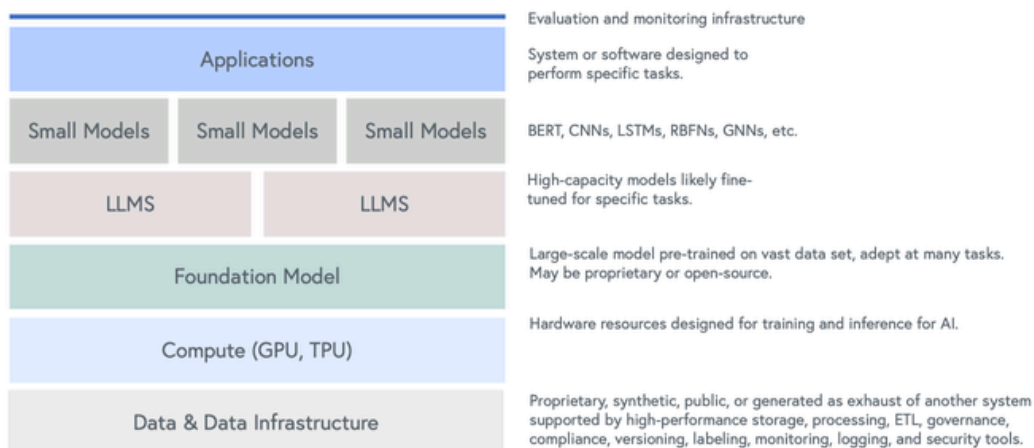 Evaluation and monitoring infrastructure
Applications
System or software designed to
perform specific tasks.
Small Models
Small Models
Small Models
BERT, CNNs, LSTMs, RBFNs, GNNs, etc.
LLMS
LLMS
High-capacity models likely fine-
tuned for specific tasks.
Foundation Model
Large-scale model pre-trained on vast data set, adept at many tasks.
May be proprietary or open-source.
Compute (GPU, TPU)
Hardware resources designed for training and inference for AI.
Data & Data Infrastructure
Proprietary, synthetic, public, or generated as exhaust of another system
supported by high-performance storage, processing, ETL, governance,
compliance, versioning, labeling, monitoring, logging, and security tools.